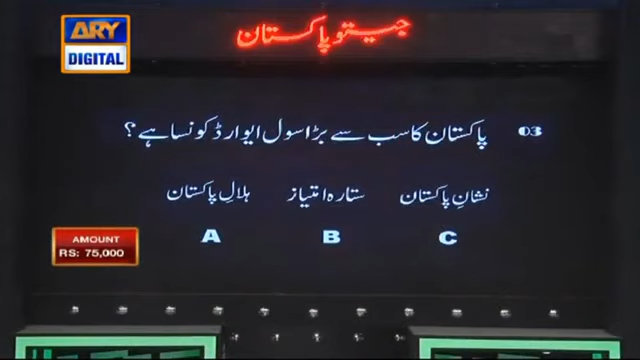 ARY
DIGITAL
جیتو پاکستان
03 پاکستان کا سب سے بڑا سول ایوارڈ کونسا ہے؟
نشانِ پاکستان ستارہ امتیاز ہلالِ پاکستان
A B C
AMOUNT
RS: 75,000